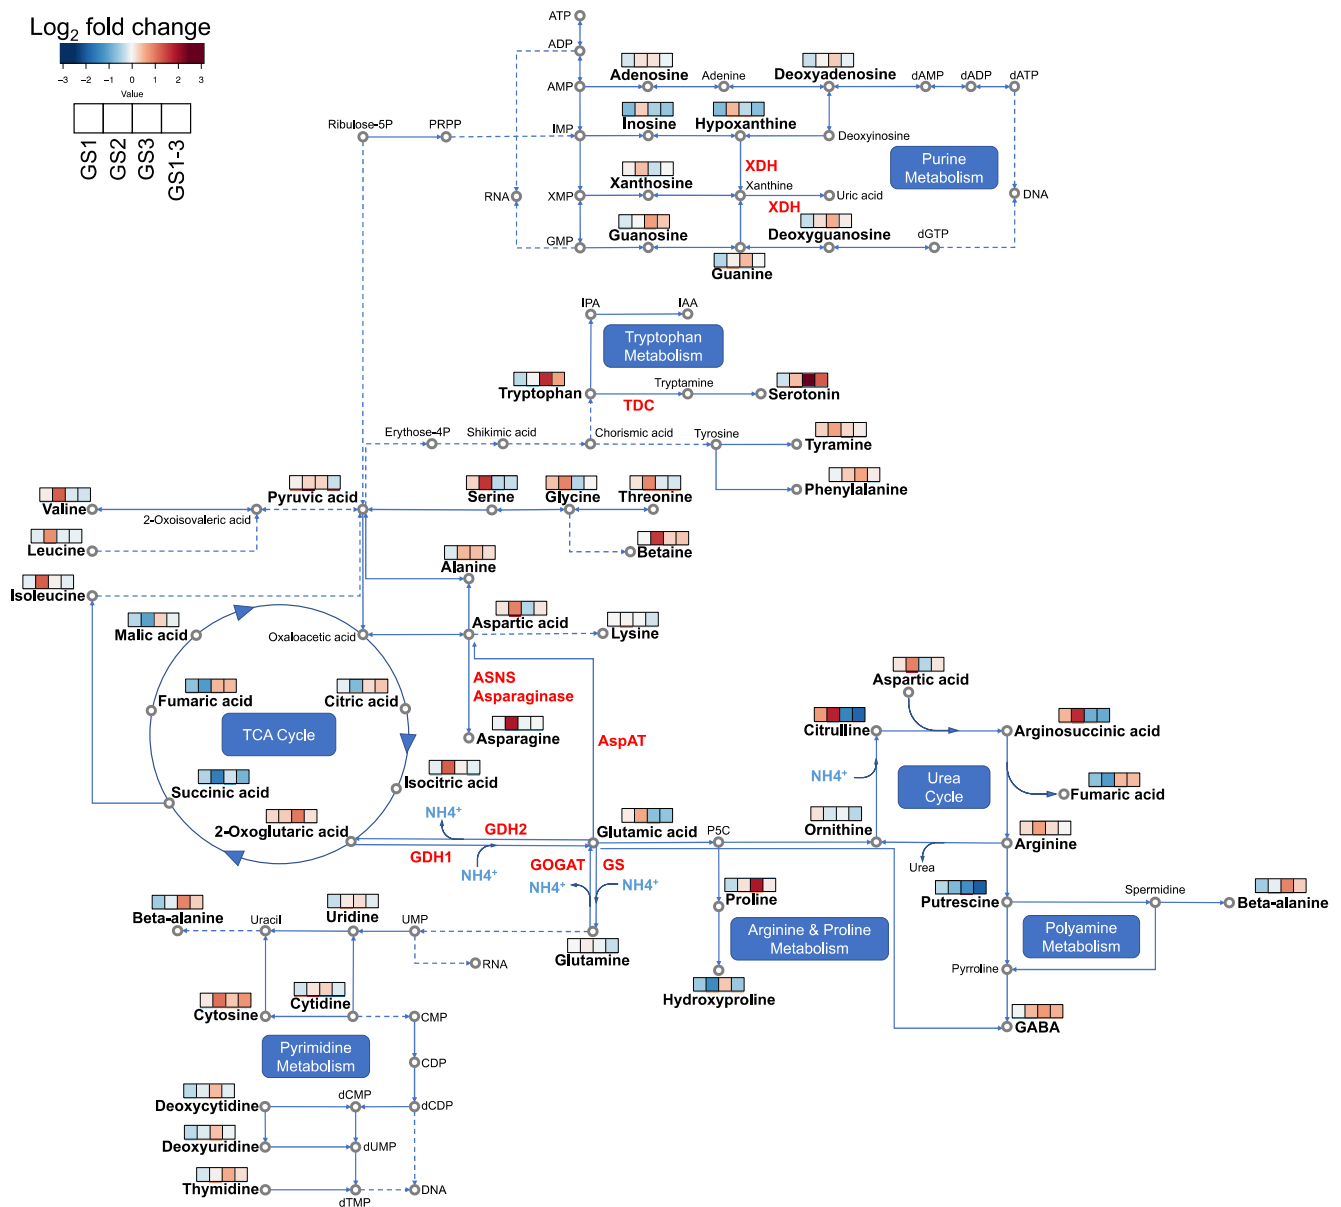 Log2 fold change
−3 −2 −1 0 1 2 3
Value
GS1
GS2
GS3
GS1-3
ATP
ADP
AMP
Adenosine
Adenine
Deoxyadenosine
dAMP
dADP
dATP
Ribulose-5P
PRPP
IMP
Inosine
Hypoxanthine
Deoxyinosine
Purine
Metabolism
XDH
Xanthosine
Xanthine
Uric acid
XDH
RNA
XMP
DNA
GMP
Guanosine
Guanine
Deoxyguanosine
dGTP
IPA
IAA
Tryptophan
Metabolism
Tryptophan
Tryptamine
Serotonin
TDC
Erythose-4P
Shikimic acid
Chorismic acid
Tyrosine
Tyramine
Phenylalanine
Valine
2-Oxoisovaleric acid
Pyruvic acid
Serine
Glycine
Threonine
Leucine
Betaine
Isoleucine
Alanine
Malic acid
Oxaloacetic acid
Aspartic acid
Lysine
Fumaric acid
Citric acid
ASNS
Asparaginase
TCA Cycle
Asparagine
AspAT
Succinic acid
Isocitric acid
2-Oxoglutaric acid
NH4+
GDH2
GDH1
NH4+
Glutamic acid
P5C
GOGAT
GS
NH4+
NH4+
Glutamine
Aspartic acid
Citrulline
Arginosuccinic acid
NH4+
Urea
Cycle
Fumaric acid
Ornithine
Arginine
Urea
Proline
Putrescine
Spermidine
Beta-alanine
Arginine & Proline
Metabolism
Polyamine
Metabolism
Hydroxyproline
Pyrroline
GABA
Beta-alanine
Uracil
Uridine
UMP
RNA
Cytosine
Cytidine
CMP
Pyrimidine
Metabolism
CDP
Deoxycytidine
dCMP
dCDP
Deoxyuridine
dUMP
Thymidine
dTMP
DNA